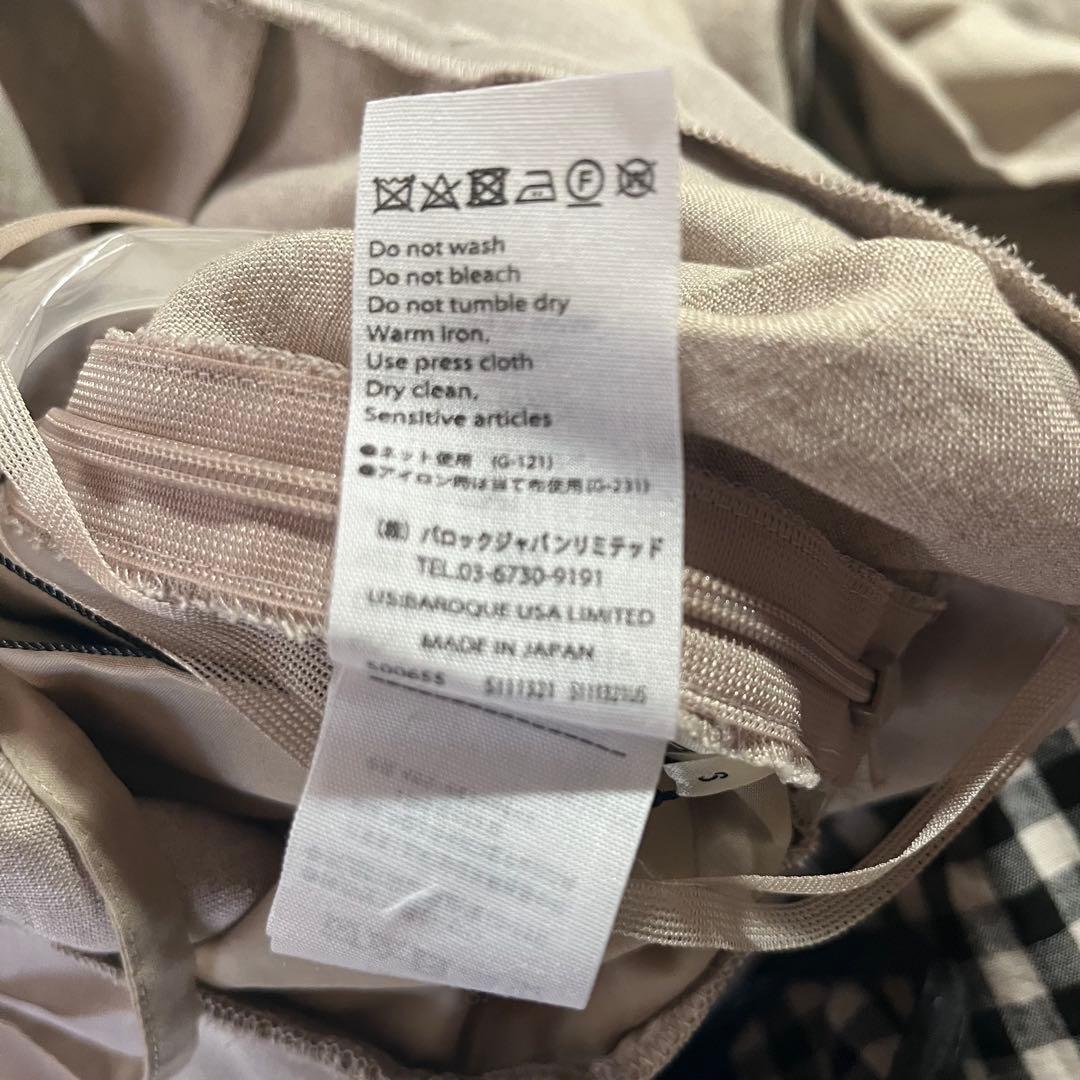 F
Do not wash
Do not bleach
Do not tumble dry
Warm Iron.
Use press cloth
Dry clean.
Sensitive articles
●ネット使用 (G-121)
●アイロン時は当て布使用(G-231)
(株) バロックジャパンリミテッド
TEL.03-6730-9191
US:BAROQUE USA LIMITED
MADE IN JAPAN
500655 5111321
S